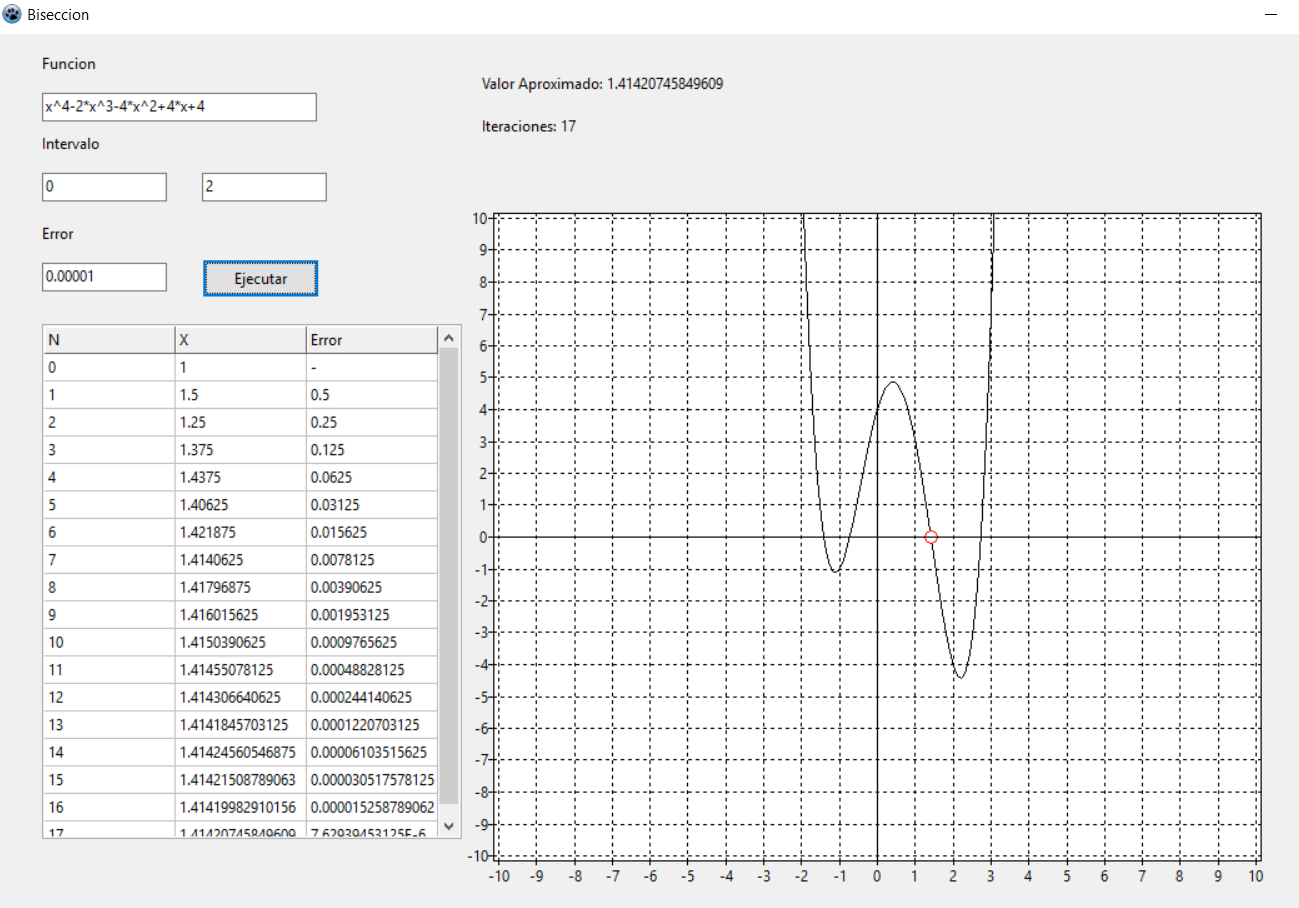 Biseccion
Funcion
x^4-2*x^3-4*x^2+4*x+4
Intervalo
0 2
Error
0.00001 Ejecutar
N X Error
0 1 -
1 1.5 0.5
2 1.25 0.25
3 1.375 0.125
4 1.4375 0.0625
5 1.40625 0.03125
6 1.421875 0.015625
7 1.4140625 0.0078125
8 1.41796875 0.00390625
9 1.416015625 0.001953125
10 1.4150390625 0.0009765625
11 1.41455078125 0.00048828125
12 1.414306640625 0.000244140625
13 1.4141845703125 0.0001220703125
14 1.41424560546875 0.00006103515625
15 1.41421508789063 0.000030517578125
16 1.41419982910156 0.000015258789062
17 1.41420745849609 7.62939453125E-6
Valor Aproximado: 1.41420745849609
Iteraciones: 17
10
9
8
7
6
5
4
3
2
1
0
-1
-2
-3
-4
-5
-6
-7
-8
-9
-10
-10 -9 -8 -7 -6 -5 -4 -3 -2 -1 0 1 2 3 4 5 6 7 8 9 10